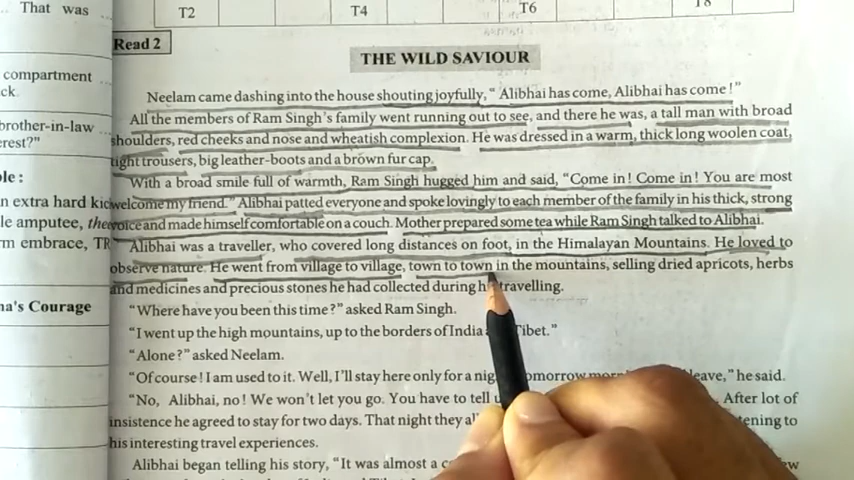 That was ...
T2 T4 T6 T8
Read 2
THE WILD SAVIOUR
compartment ...
ck.
brother-in-law ...
erest?"
ple :
n extra hard kic
le amputee, the
rm embrace, TR
na's Courage
Neelam came dashing into the house shouting joyfully, " Alibhai has come, Alibhai has come ! "
All the members of Ram Singh's family went running out to see, and there he was, a tall man with broad
shoulders, red cheeks and nose and wheatish complexion. He was dressed in a warm, thick long woolen coat,
tight trousers, big leather-boots and a brown fur cap.
With a broad smile full of warmth, Ram Singh hugged him and said, "Come in ! Come in ! You are most
welcome my friend." Alibhai patted everyone and spoke lovingly to each member of the family in his thick, strong
voice and made himself comfortable on a couch. Mother prepared some tea while Ram Singh talked to Alibhai.
Alibhai was a traveller, who covered long distances on foot, in the Himalayan Mountains. He loved to
observe nature. He went from village to village, town to town in the mountains, selling dried apricots, herbs
and medicines and precious stones he had collected during travelling.
"Where have you been this time?" asked Ram Singh.
"I went up the high mountains, up to the borders of India Tibet."
"Alone?" asked Neelam.
"Of course ! I am used to it. Well, I'll stay here only for a leave," he said.
"No, Alibhai, no ! We won't let you go. You have to tell After lot of
insistence he agreed to stay for two days. That night they
his interesting travel experiences.
Alibhai began telling his story, "It was almost a